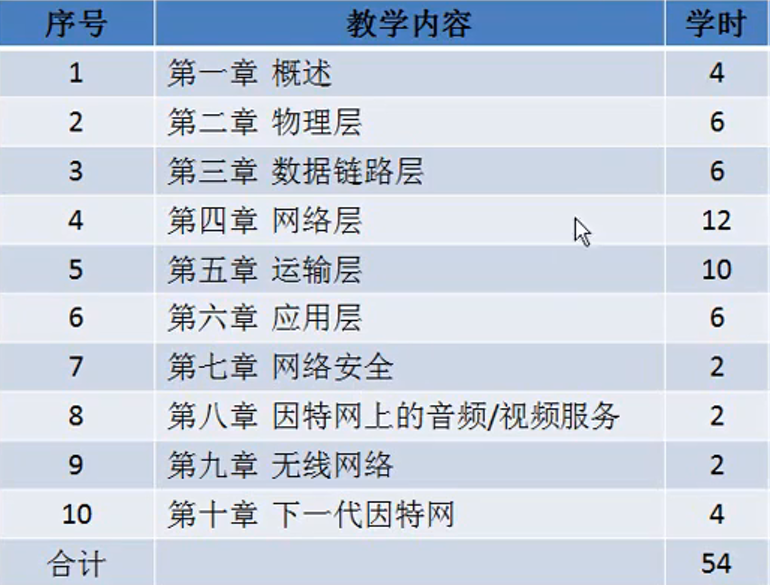 序号 教学内容 学时
1 第一章 概述 4
2 第二章 物理层 6
3 第三章 数据链路层 6
4 第四章 网络层 12
5 第五章 运输层 10
6 第六章 应用层 6
7 第七章 网络安全 2
8 第八章 因特网上的音频/视频服务 2
9 第九章 无线网络 2
10 第十章 下一代因特网 4
合计 54